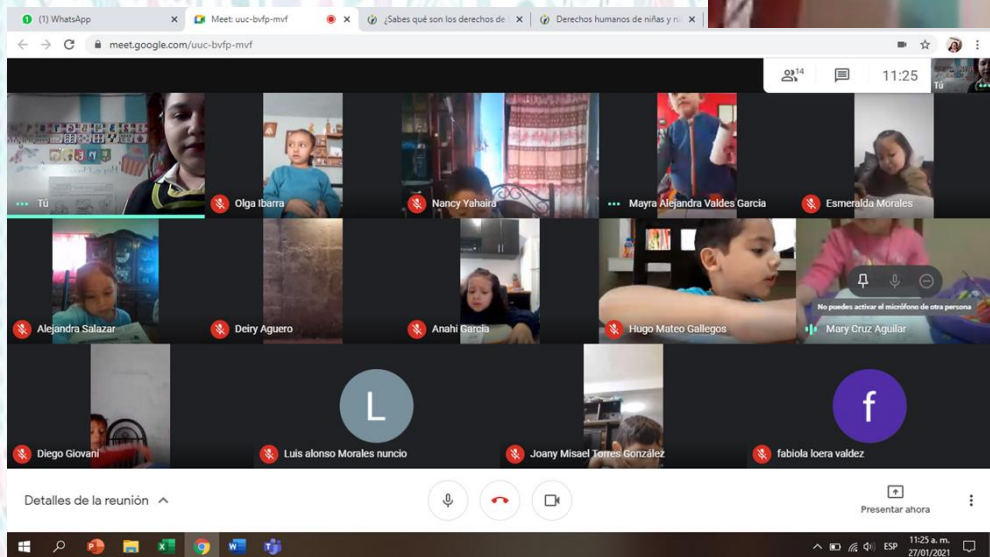 (1) WhatsApp
Meet: uuc-bvfp-mvf
¿Sabes qué son los derechos de
Derechos humanos de niñas y ni
meet.google.com/uuc-bvfp-mvf
14
11:25
Tú
Tú
Olga Ibarra
Nancy Yahaira
Mayra Alejandra Valdes Garcia
Esmeralda Morales
Alejandra Salazar
Deiry Aguero
Anahi Garcia
Hugo Mateo Gallegos
No puedes activar el micrófono de otra persona
Mary Cruz Aguilar
Diego Giovani
L
Luis alonso Morales nuncio
Joany Misael Torres González
f
fabiola loera valdez
Detalles de la reunión
Presentar ahora
ESP
11:25 a. m.
27/01/2021